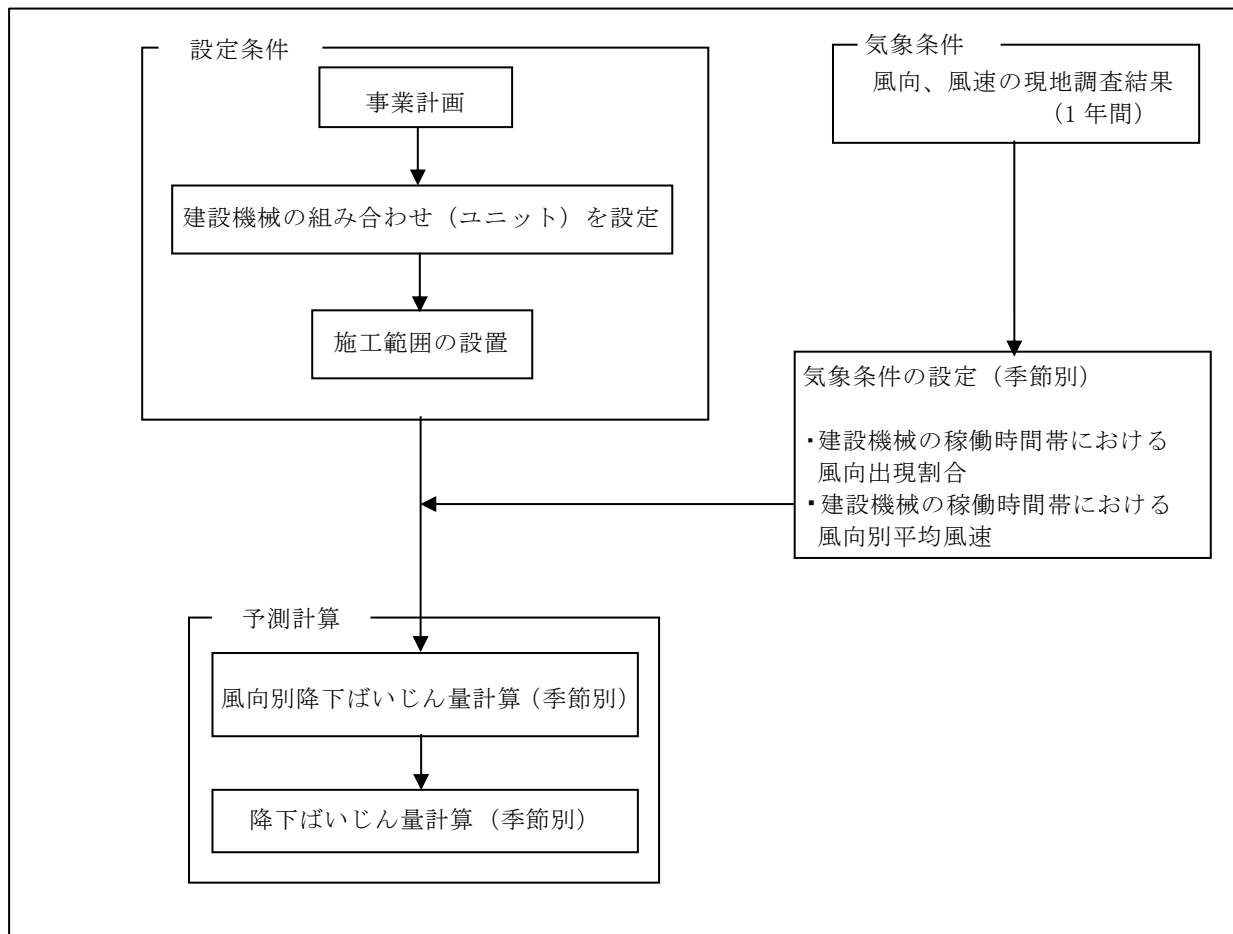 設定条件
事業計画
建設機械の組み合わせ（ユニット）を設定
施工範囲の設置
気象条件
風向、風速の現地調査結果
（1 年間）
気象条件の設定（季節別）
・建設機械の稼働時間帯における
風向出現割合
・建設機械の稼働時間帯における
風向別平均風速
予測計算
風向別降下ばいじん量計算（季節別）
降下ばいじん量計算（季節別）